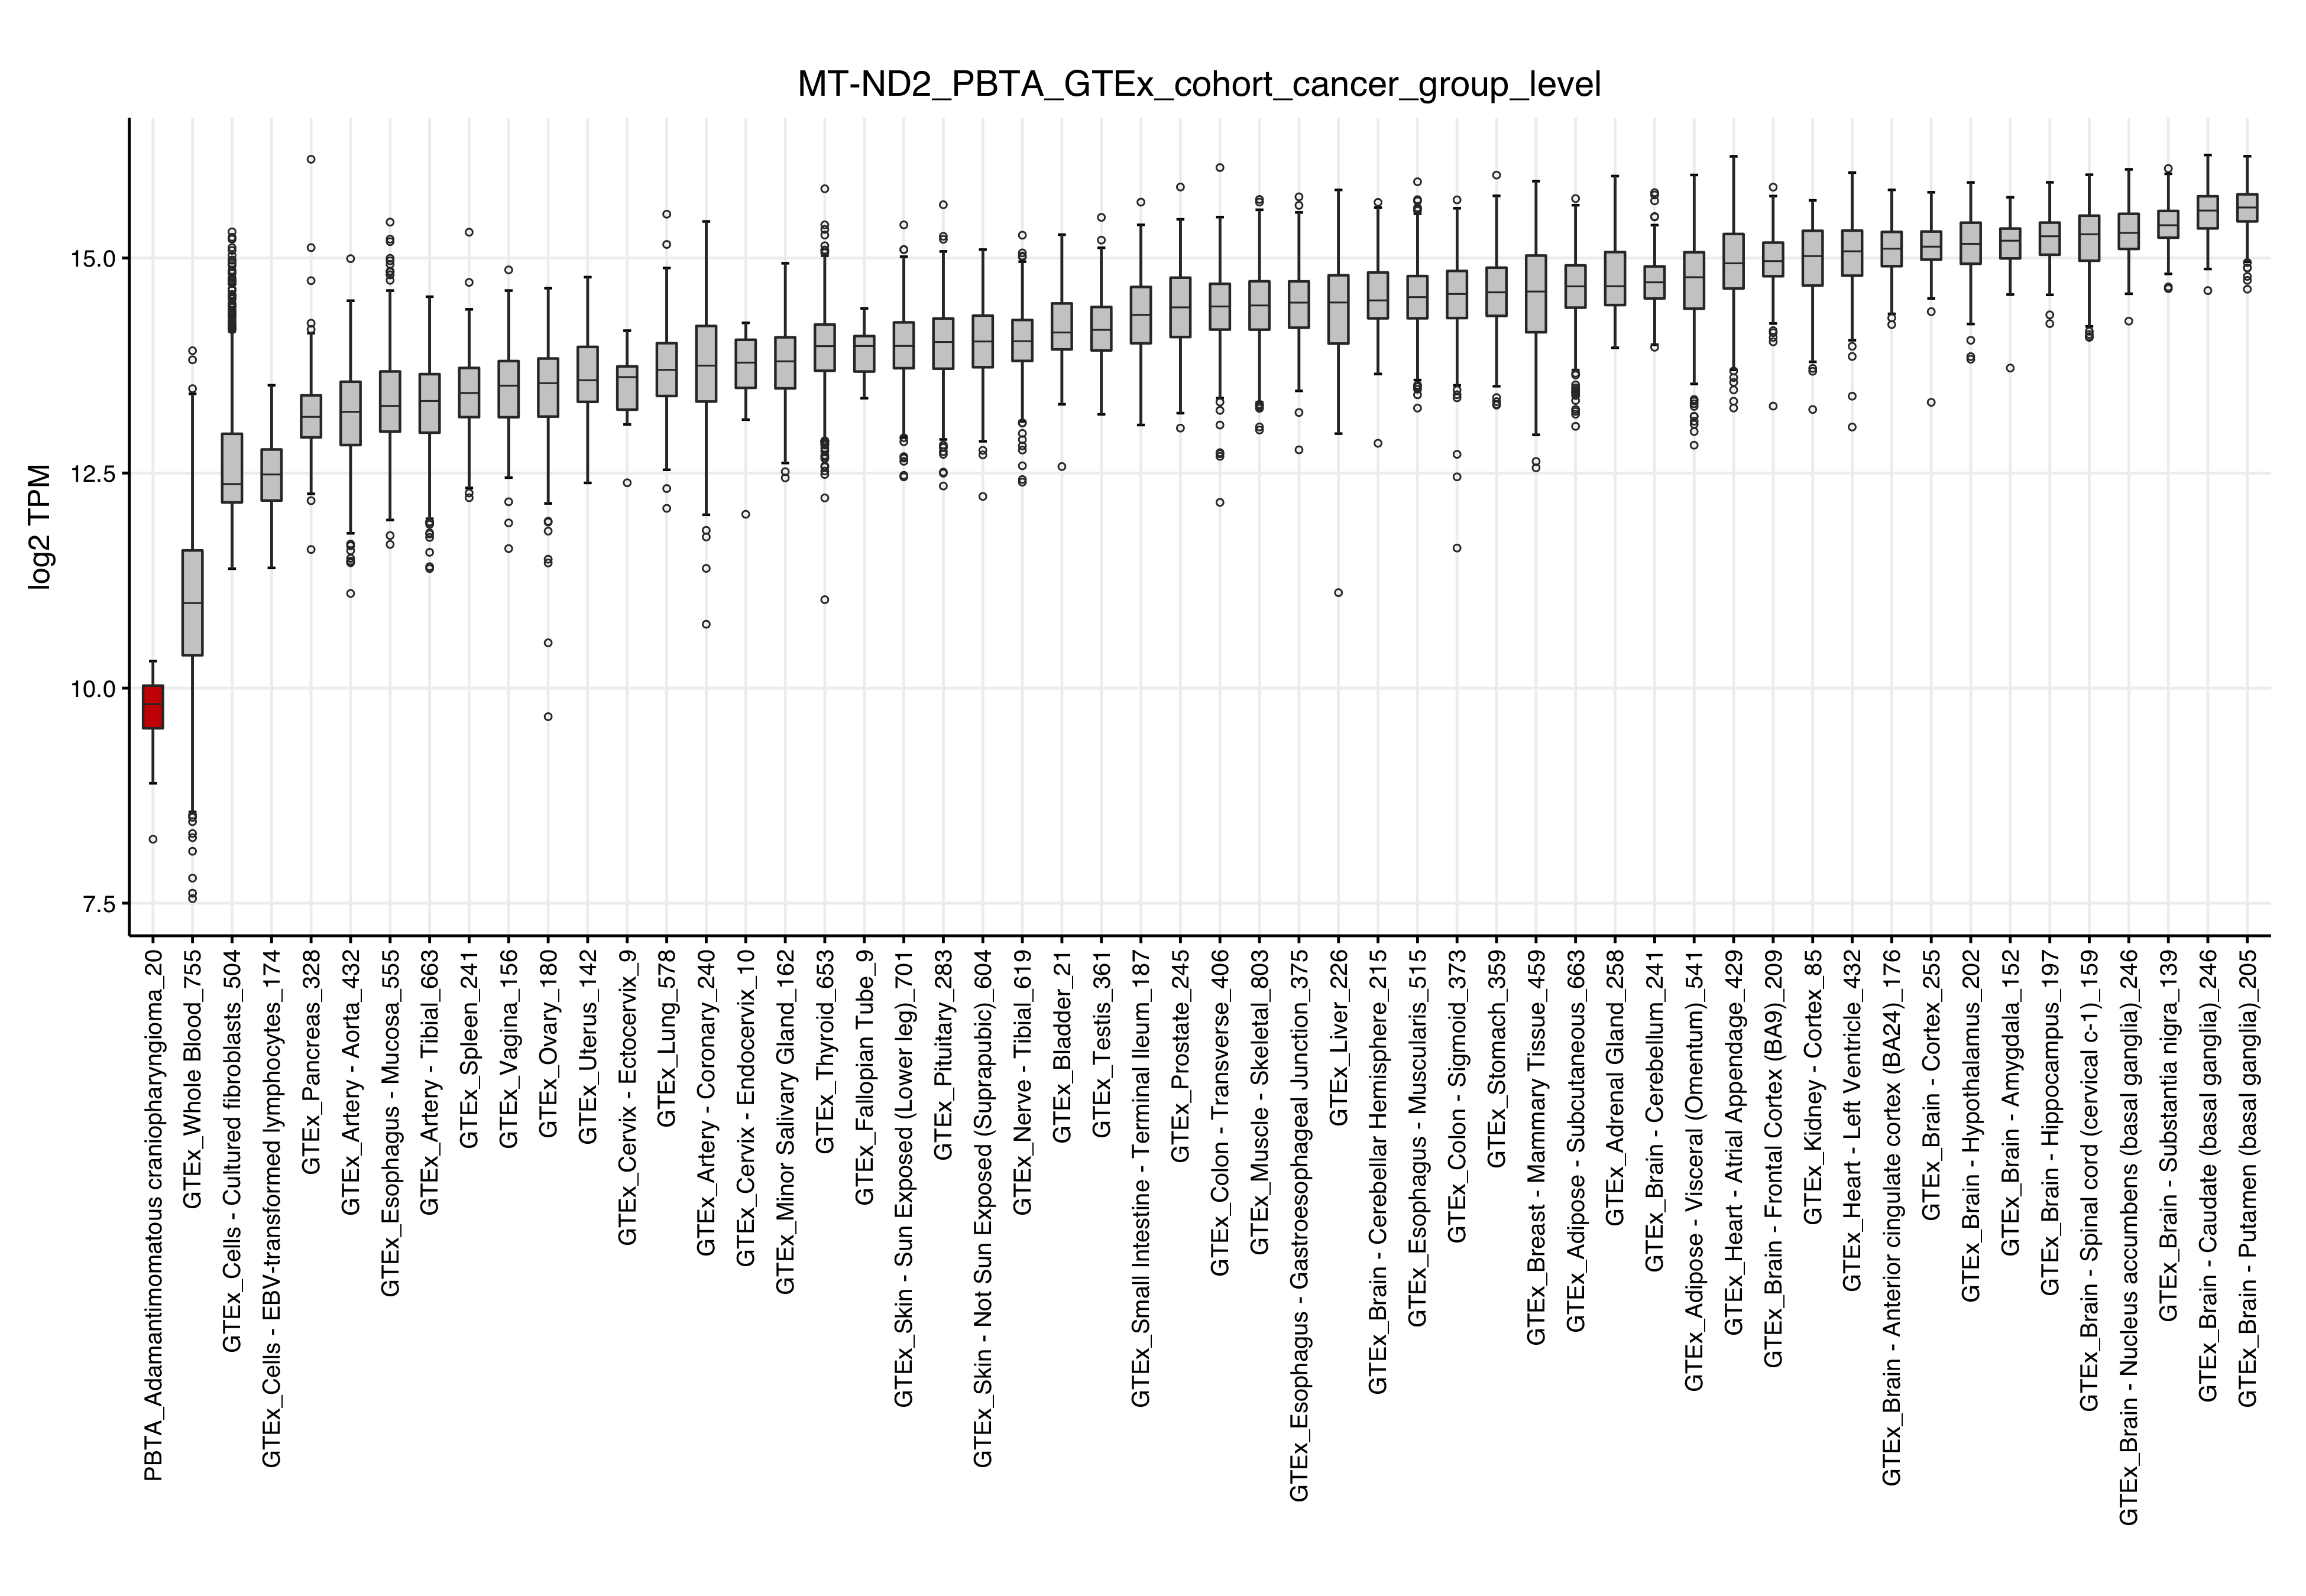 MT-ND2_PBTA_GTEx_cohort_cancer_group_level
log2 TPM
15.0
12.5
10.0
7.5
PBTA_Adamantimomatous craniopharyngioma_20
GTEx_Whole Blood_755
GTEx_Cells - Cultured fibroblasts_504
GTEx_Cells - EBV-transformed lymphocytes_174
GTEx_Pancreas_328
GTEx_Artery - Aorta_432
GTEx_Esophagus - Mucosa_555
GTEx_Artery - Tibial_663
GTEx_Spleen_241
GTEx_Vagina_156
GTEx_Ovary_180
GTEx_Uterus_142
GTEx_Cervix - Ectocervix_9
GTEx_Lung_578
GTEx_Artery - Coronary_240
GTEx_Cervix - Endocervix_10
GTEx_Minor Salivary Gland_162
GTEx_Thyroid_653
GTEx_Fallopian Tube_9
GTEx_Skin - Sun Exposed (Lower leg)_701
GTEx_Pituitary_283
GTEx_Skin - Not Sun Exposed (Suprapubic)_604
GTEx_Nerve - Tibial_619
GTEx_Bladder_21
GTEx_Testis_361
GTEx_Small Intestine - Terminal Ileum_187
GTEx_Prostate_245
GTEx_Colon - Transverse_406
GTEx_Muscle - Skeletal_803
GTEx_Esophagus - Gastroesophageal Junction_375
GTEx_Liver_226
GTEx_Brain - Cerebellar Hemisphere_215
GTEx_Esophagus - Muscularis_515
GTEx_Colon - Sigmoid_373
GTEx_Stomach_359
GTEx_Breast - Mammary Tissue_459
GTEx_Adipose - Subcutaneous_663
GTEx_Adrenal Gland_258
GTEx_Brain - Cerebellum_241
GTEx_Adipose - Visceral (Omentum)_541
GTEx_Heart - Atrial Appendage_429
GTEx_Brain - Frontal Cortex (BA9)_209
GTEx_Kidney - Cortex_85
GTEx_Heart - Left Ventricle_432
GTEx_Brain - Anterior cingulate cortex (BA24)_176
GTEx_Brain - Cortex_255
GTEx_Brain - Hypothalamus_202
GTEx_Brain - Amygdala_152
GTEx_Brain - Hippocampus_197
GTEx_Brain - Spinal cord (cervical c-1)_159
GTEx_Brain - Nucleus accumbens (basal ganglia)_246
GTEx_Brain - Substantia nigra_139
GTEx_Brain - Caudate (basal ganglia)_246
GTEx_Brain - Putamen (basal ganglia)_205